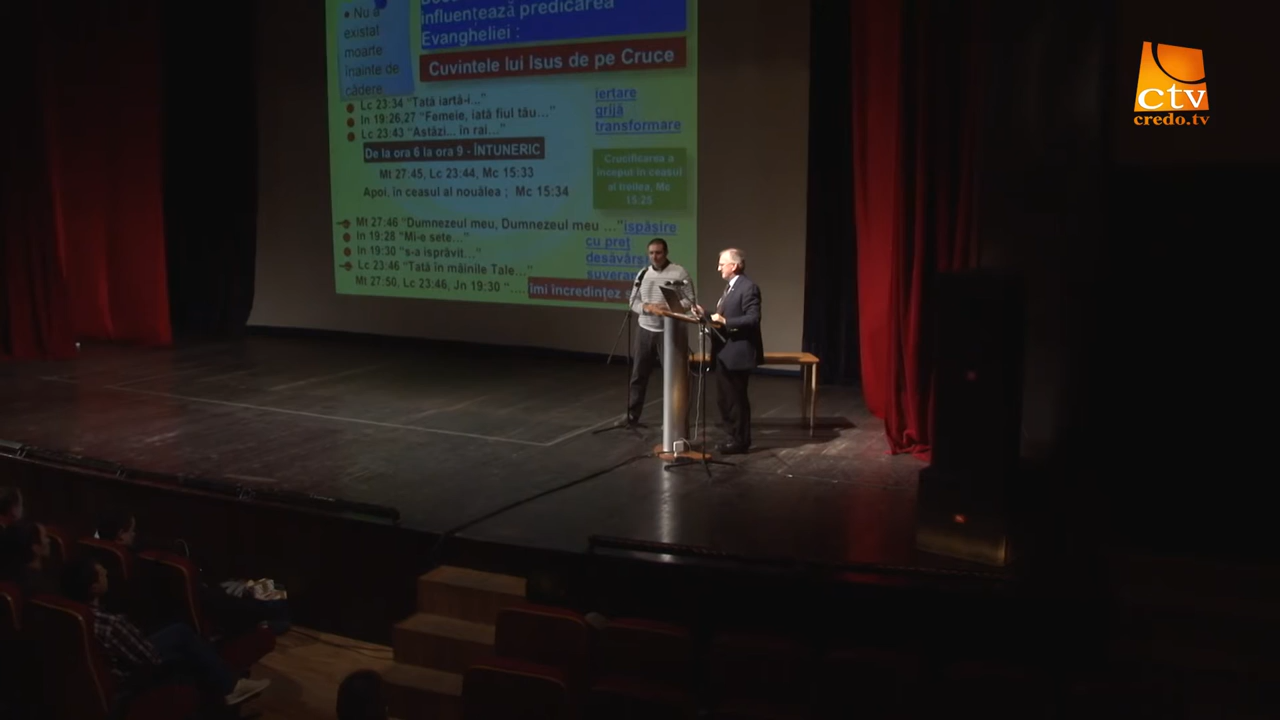 • Nu a
existat
moarte
înainte de
cădere
influențează predicarea
Evangheliei :
Cuvintele lui Isus de pe Cruce
Lc 23:34 “Tată iartă-i…”
In 19:26,27 “Femeie, iată fiul tău…”
Lc 23:43 “Astăzi... în rai…”
iertare
grijă
transformare
De la ora 6 la ora 9 - ÎNTUNERIC
Mt 27:45, Lc 23:44, Mc 15:33
Apoi, în ceasul al nouălea ; Mc 15:34
Crucificarea a
început în ceasul
al treilea, Mc
15.25
Mt 27:46 “Dumnezeul meu, Dumnezeul meu …” ispășire
In 19:28 “Mi-e sete…”
cu preț
In 19:30 “s-a isprăvit…”
Lc 23:46 “Tată în mâinile Tale…”
Mt 27:50, Lc 23:46, Jn 19:30 “….
Îmi încredințez
ctv
credo.tv